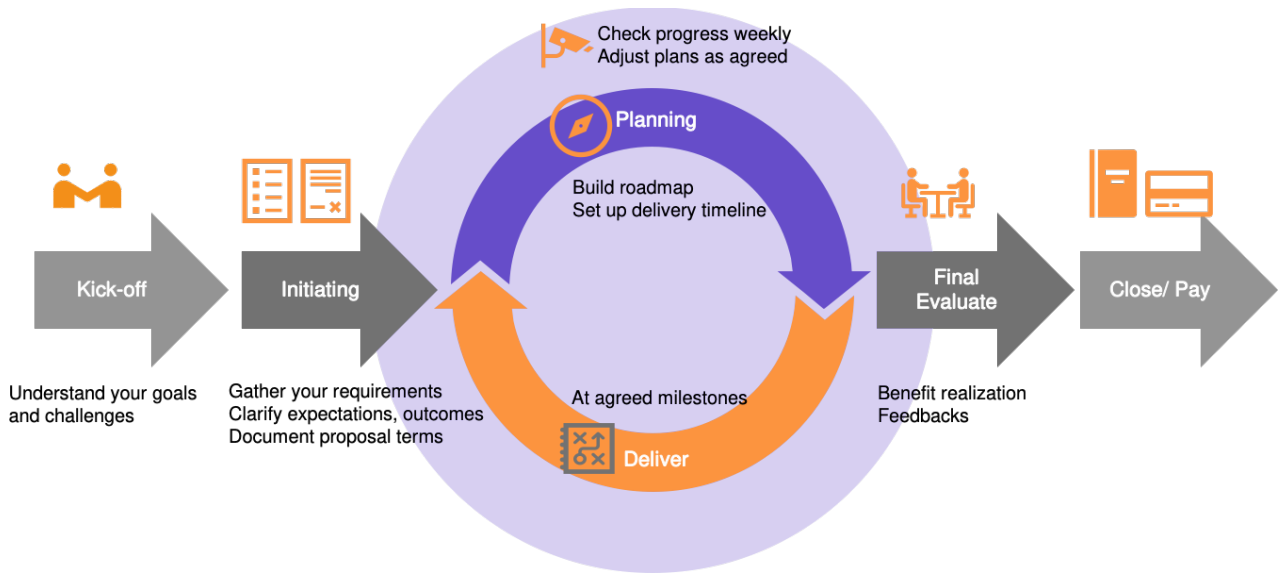 Check progress weekly
Adjust plans as agreed
Planning
Build roadmap
Set up delivery timeline
Kick-off
Understand your goals
and challenges
Initiating
Gather your requirements
Clarify expectations, outcomes
Document proposal terms
At agreed milestones
Deliver
Final
Evaluate
Benefit realization
Feedbacks
Close/ Pay